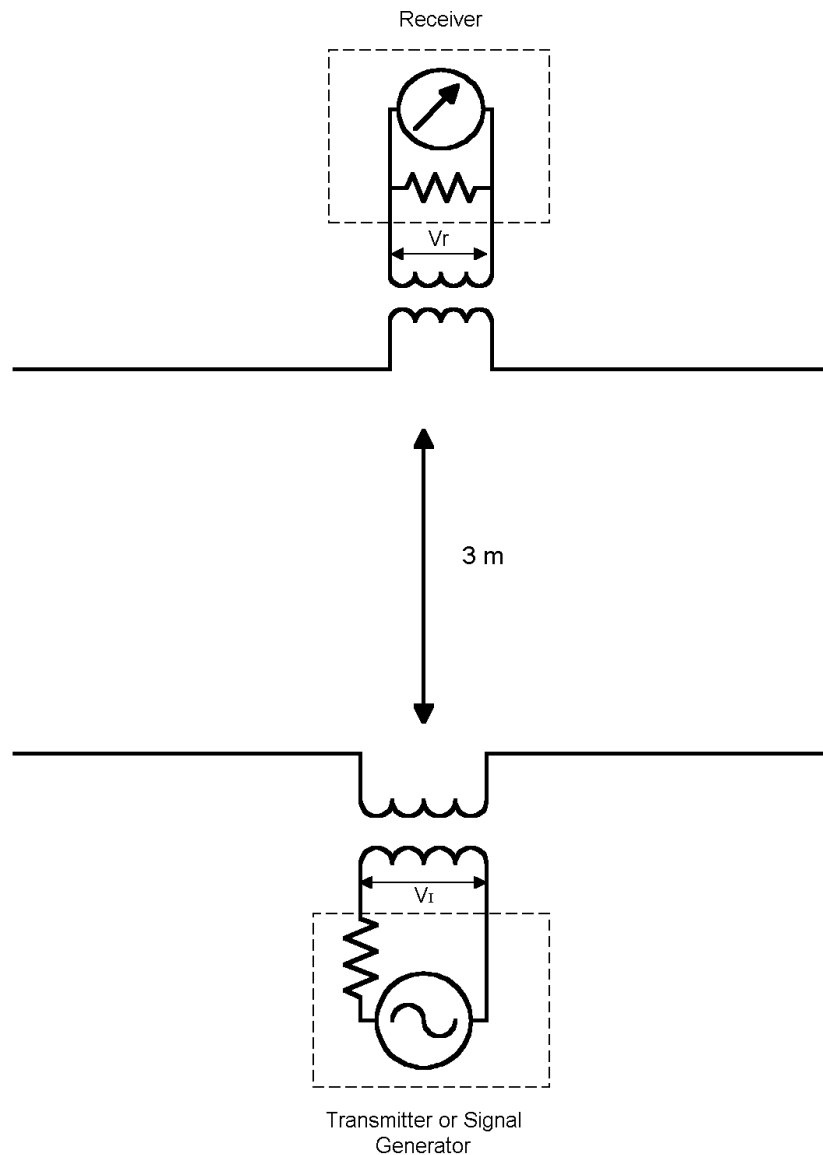 Receiver
Vr
3 m
VI
Transmitter or Signal
Generator